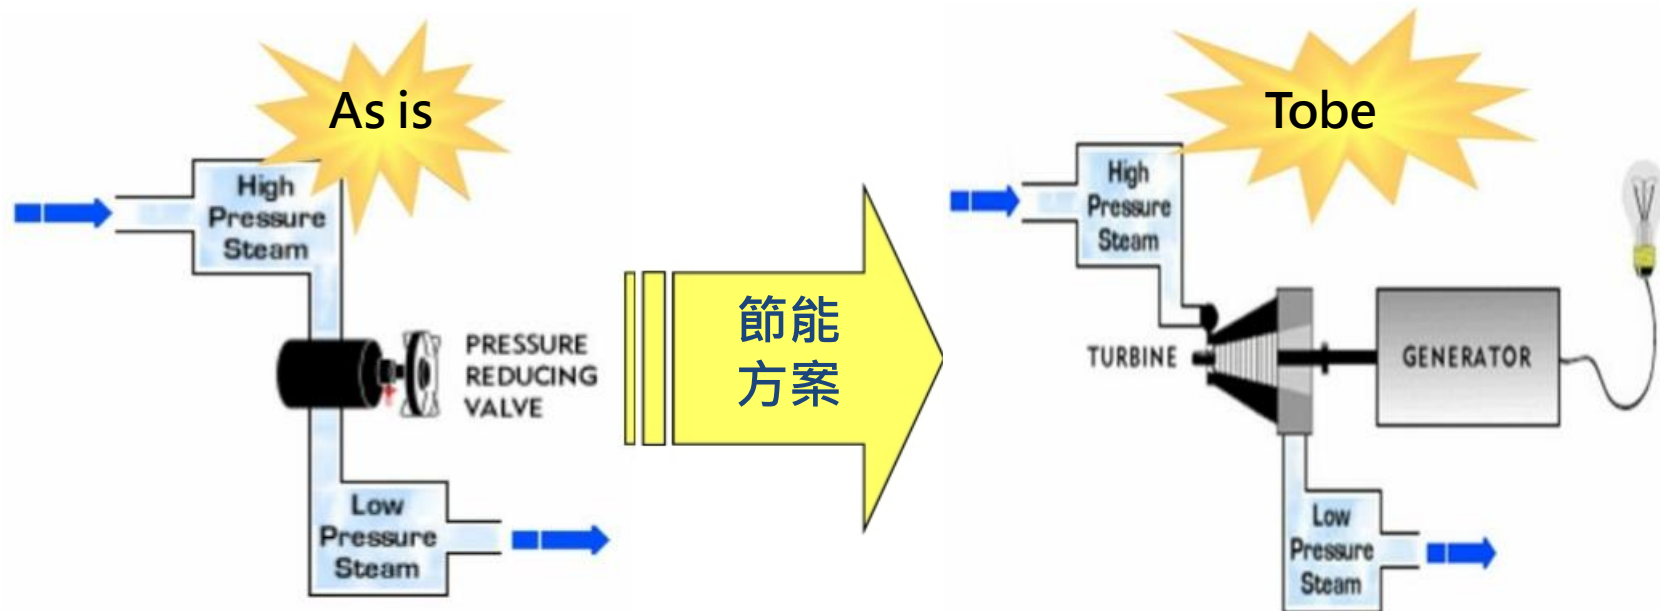 As is
High
Pressure
Steam
PRESSURE
REDUCING
VALVE
Low
Pressure
Steam
節能
方案
Tobe
High
Pressure
Steam
TURBINE
GENERATOR
Low
Pressure
Steam